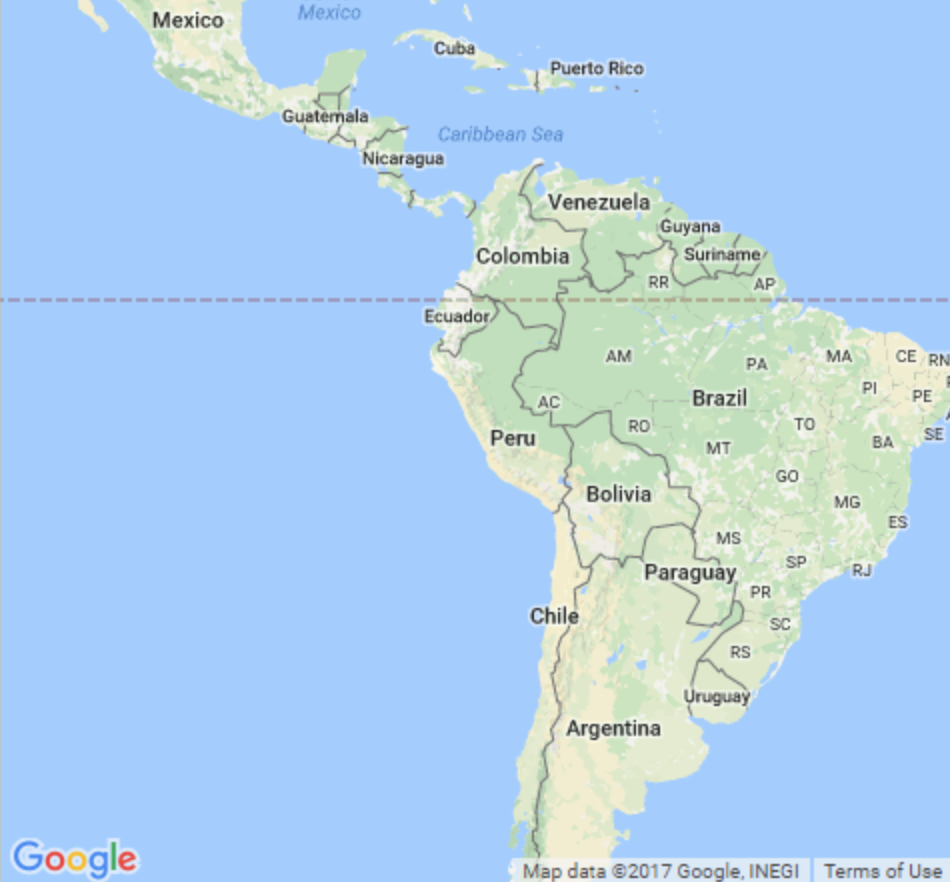 Mexico
Mexico
Cuba
Puerto Rico
Guatemala
Caribbean Sea
Nicaragua
Venezuela
Guyana
Colombia
Suriname
RR
AP
Ecuador
AM
PA
MA
CE
RN
PI
Brazil
PE
AC
TO
RO
Peru
MT
BA
SE
GO
Bolivia
MG
ES
MS
SP
RJ
Paraguay
PR
Chile
SC
RS
Uruguay
Argentina
Google
Map data ©2017 Google, INEGI
Terms of Use